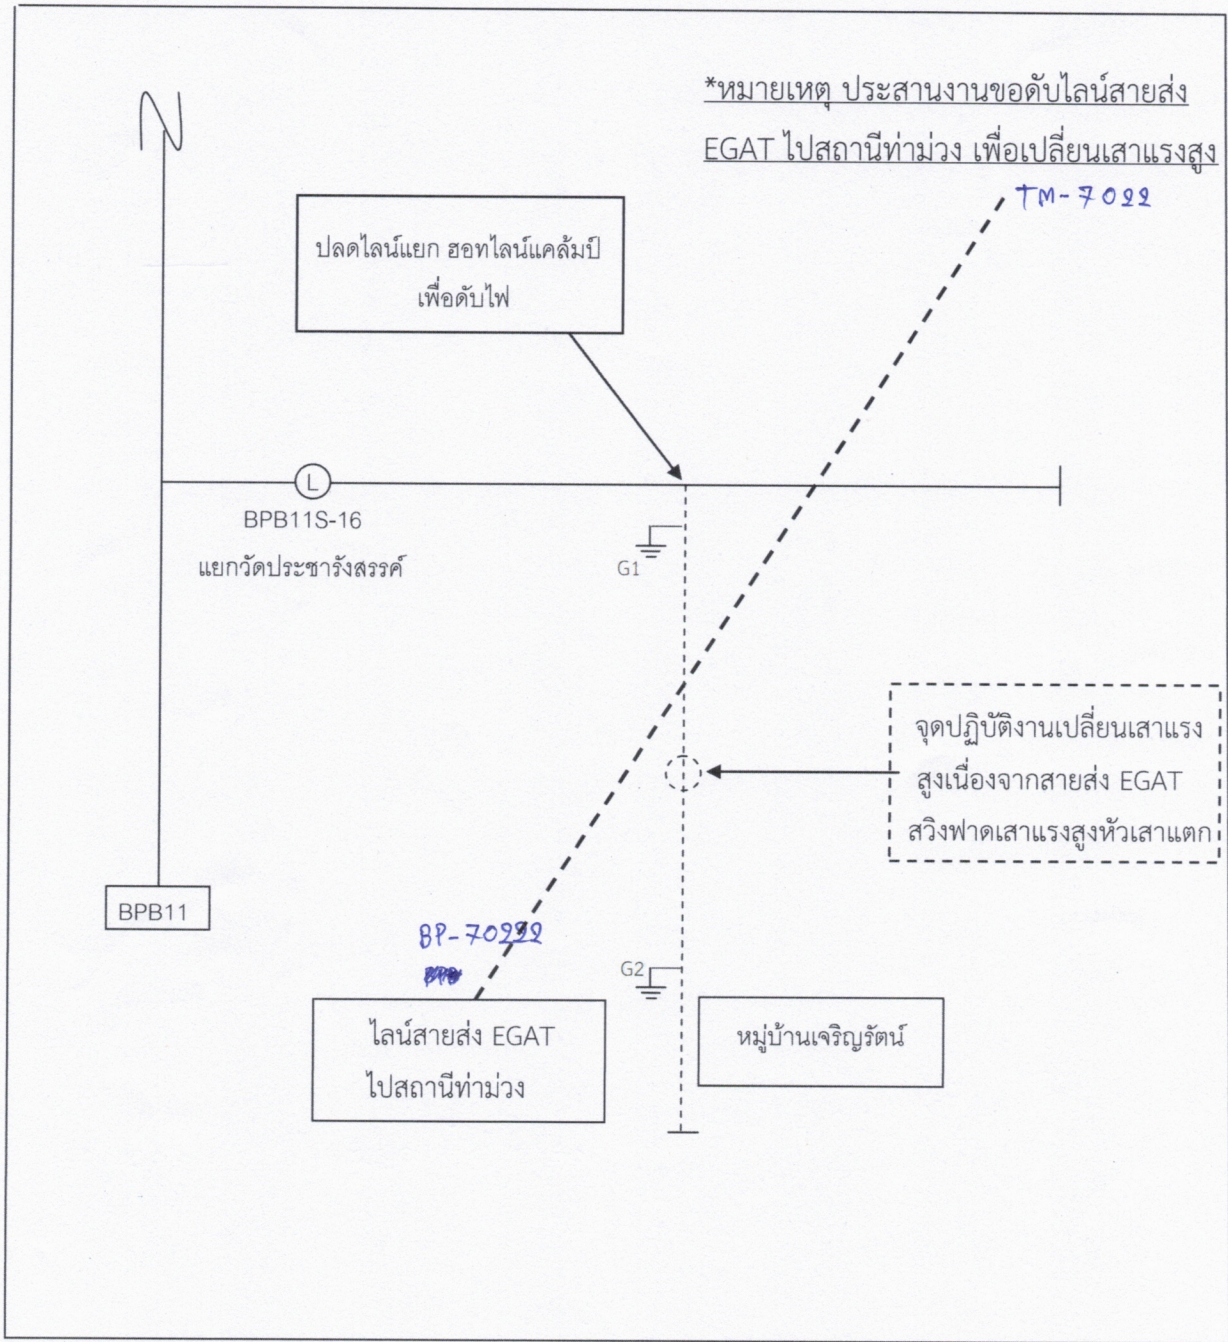 N
*หมายเหตุ ประสานงานขอดับไลน์สายส่ง
EGAT ไปสถานีท่าม่วง เพื่อเปลี่ยนเสาแรงสูง
TM-7022
ปลดไลน์แยก ฮอทไลน์แคล้มป์
เพื่อดับไฟ
L
BPB11S-16
แยกวัดประชารังสรรค์
G1
จุดปฏิบัติงานเปลี่ยนเสาแรง
สูงเนื่องจากสายส่ง EGAT
สวิงฟาดเสาแรงสูงหัวเสาแตก
BPB11
BP-70222
G2
ไลน์สายส่ง EGAT
ไปสถานีท่าม่วง
หมู่บ้านเจริญรัตน์